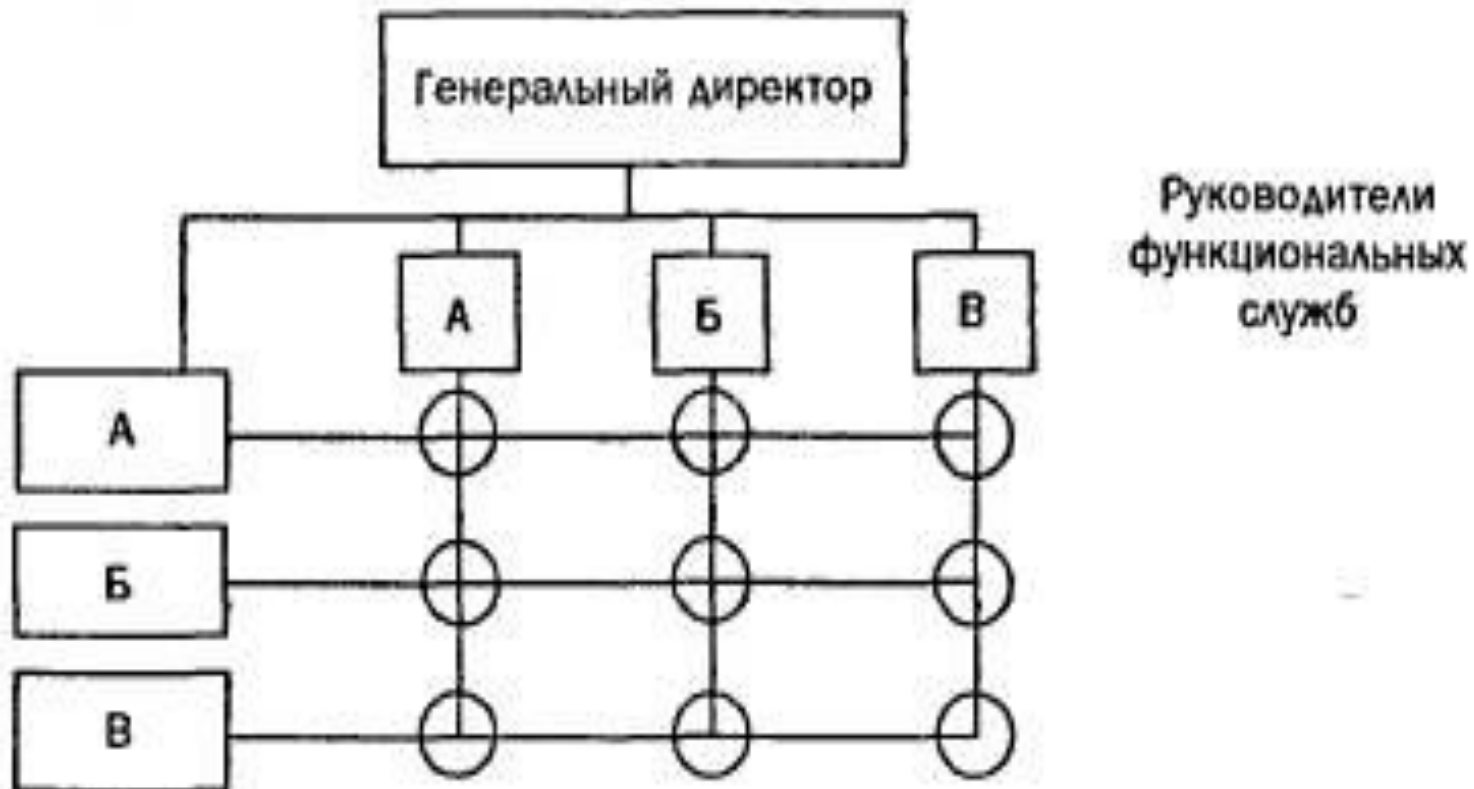 Генеральный директор
Руководители
функциональных
служб
А
Б
В
А
Б
В